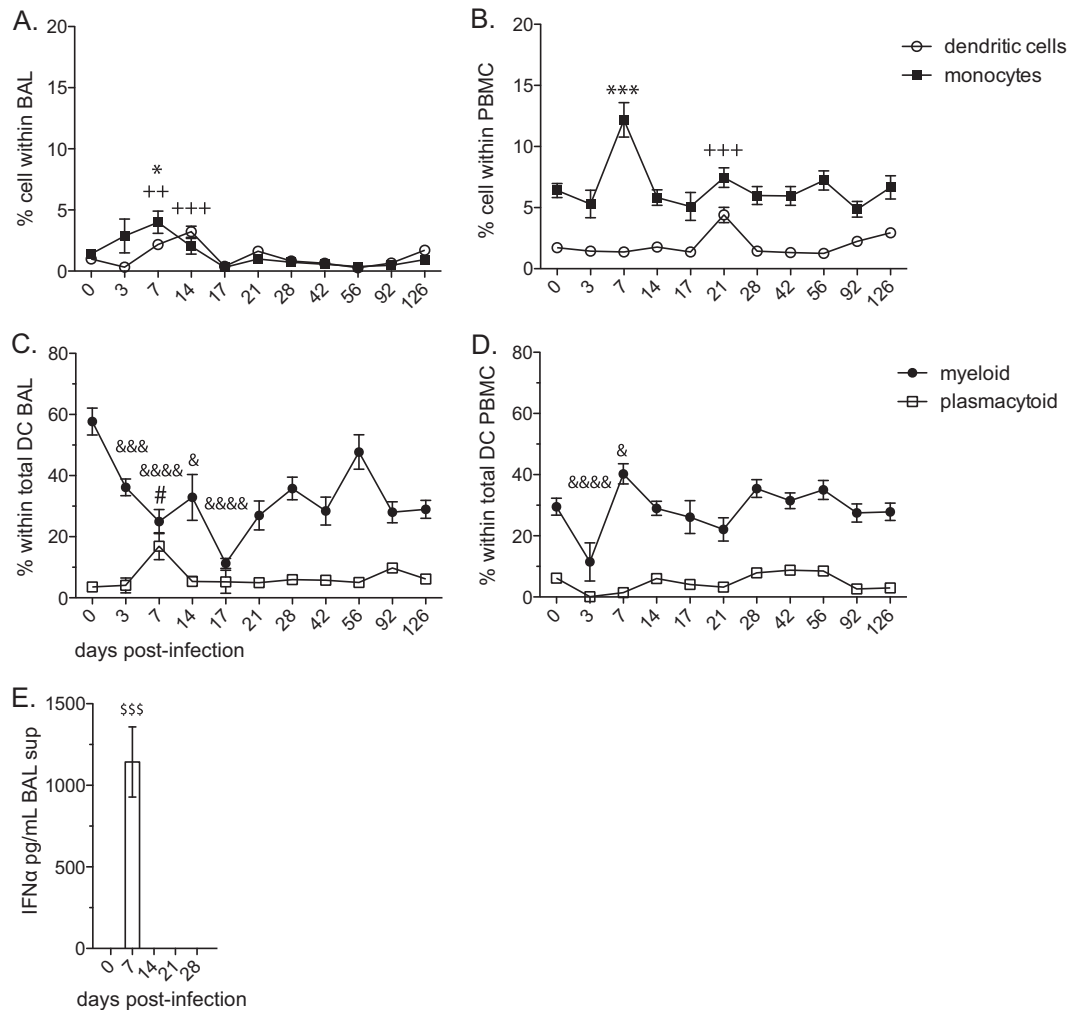 A.
% cell within BAL
20
15
10
5
0
*
++
+++
0 3 7 14 17 21 28 42 56 92 126
B.
% cell within PBMC
20
15
10
5
0
***
+++
0 3 7 14 17 21 28 42 56 92 126
dendritic cells
monocytes
C.
% within total DC BAL
80
60
40
20
0
&&&
&&&&
#
&
&&&&
0 3 7 14 17 21 28 42 56 92 126
days post-infection
D.
% within total DC PBMC
80
60
40
20
0
&&&&
&
0 3 7 14 17 21 28 42 56 92 126
myeloid
plasmacytoid
E.
IFNα pg/mL BAL sup
1500
1000
500
0
$$$
0 7 14 21 28
days post-infection